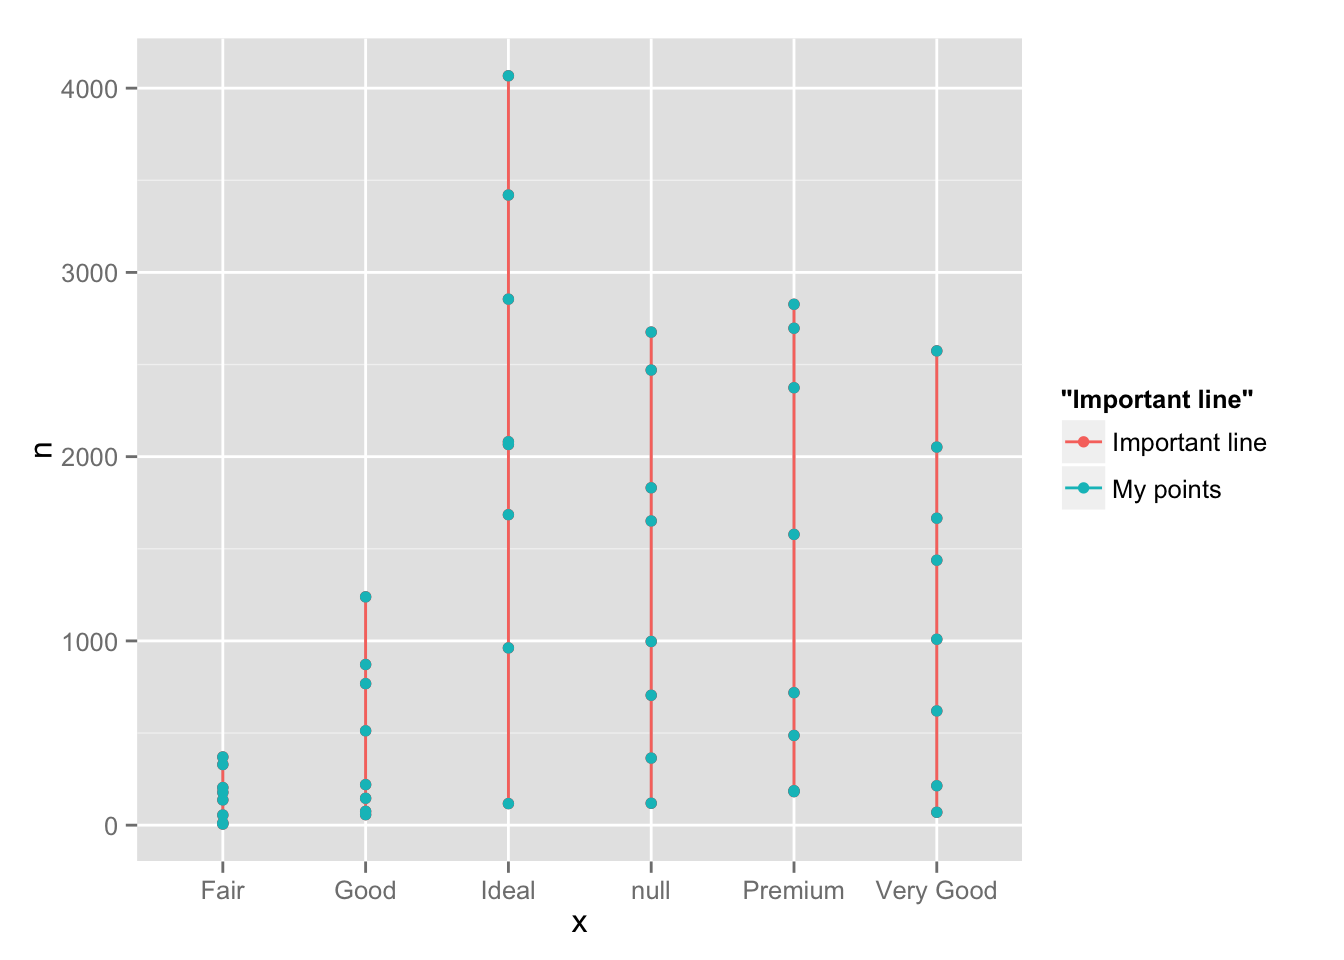 4000
3000
2000
1000
0
n
Fair Good Ideal null Premium Very Good
x
"Important line"
Important line
My points